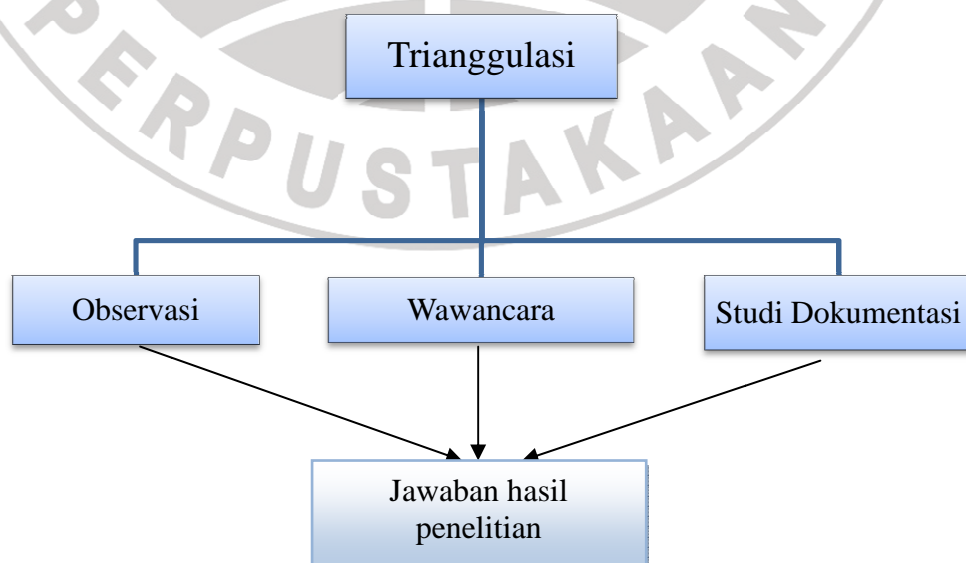 PERPUSTAKAAN
Trianggulasi
Observasi
Wawancara
Studi Dokumentasi
Jawaban hasil
penelitian